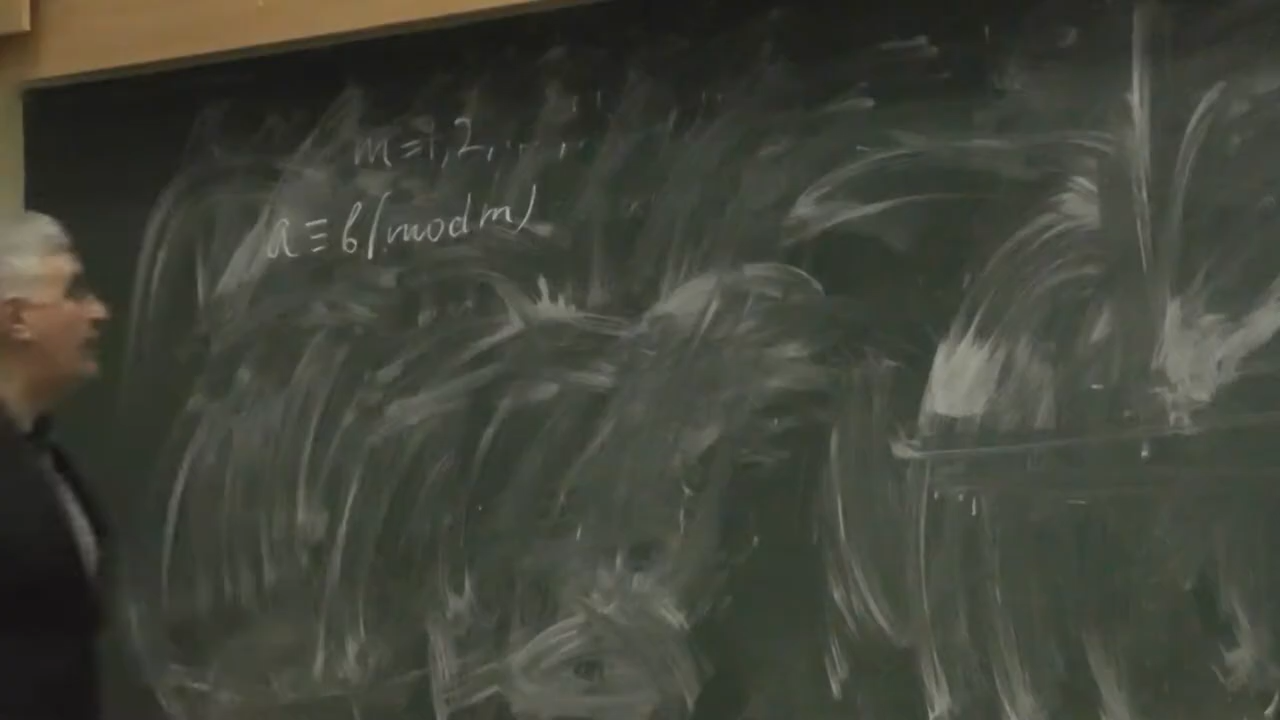 m = 1, 2, ....
a ≡ b (mod m)